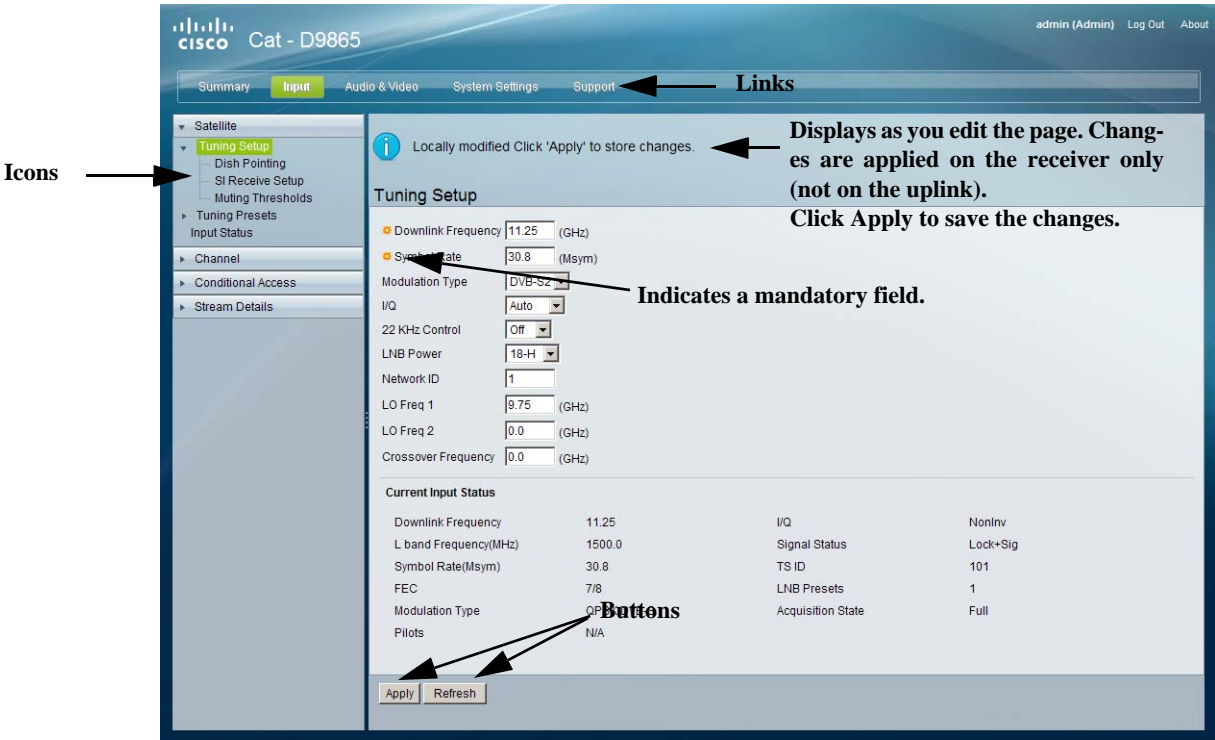 cisco Cat - D9865
admin (Admin) Log Out About
Summary Input Audio & Video System Settings Support
Links
Icons
Satellite
Tuning Setup
Dish Pointing
SI Receive Setup
Muting Thresholds
Tuning Presets
Input Status
Channel
Conditional Access
Stream Details
Locally modified Click 'Apply' to store changes.
Displays as you edit the page. Chang-
es are applied on the receiver only
(not on the uplink).
Click Apply to save the changes.
Tuning Setup
Downlink Frequency 11.25 (GHz)
Symbol Rate 30.8 (Msym)
Modulation Type DVB-S2
Indicates a mandatory field.
I/Q Auto
22 KHz Control Off
LNB Power 18-H
Network ID 1
LO Freq 1 9.75 (GHz)
LO Freq 2 0.0 (GHz)
Crossover Frequency 0.0 (GHz)
Current Input Status
Downlink Frequency 11.25 I/Q NonInv
L band Frequency(MHz) 1500.0 Signal Status Lock+Sig
Symbol Rate(Msym) 30.8 TS ID 101
FEC 7/8 LNB Presets 1
Modulation Type Acquisition State Full
Buttons
Pilots N/A
Apply Refresh